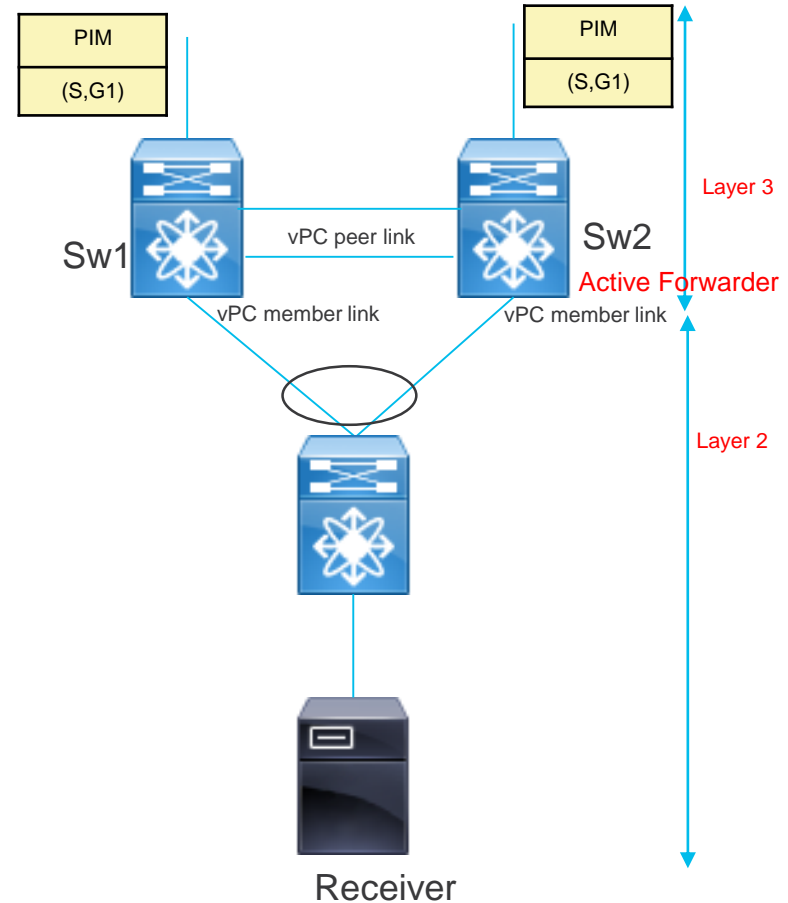 PIM
(S,G1)
PIM
(S,G1)
Layer 3
vPC peer link
Sw1
Sw2
Active Forwarder
vPC member link
vPC member link
Layer 2
Receiver